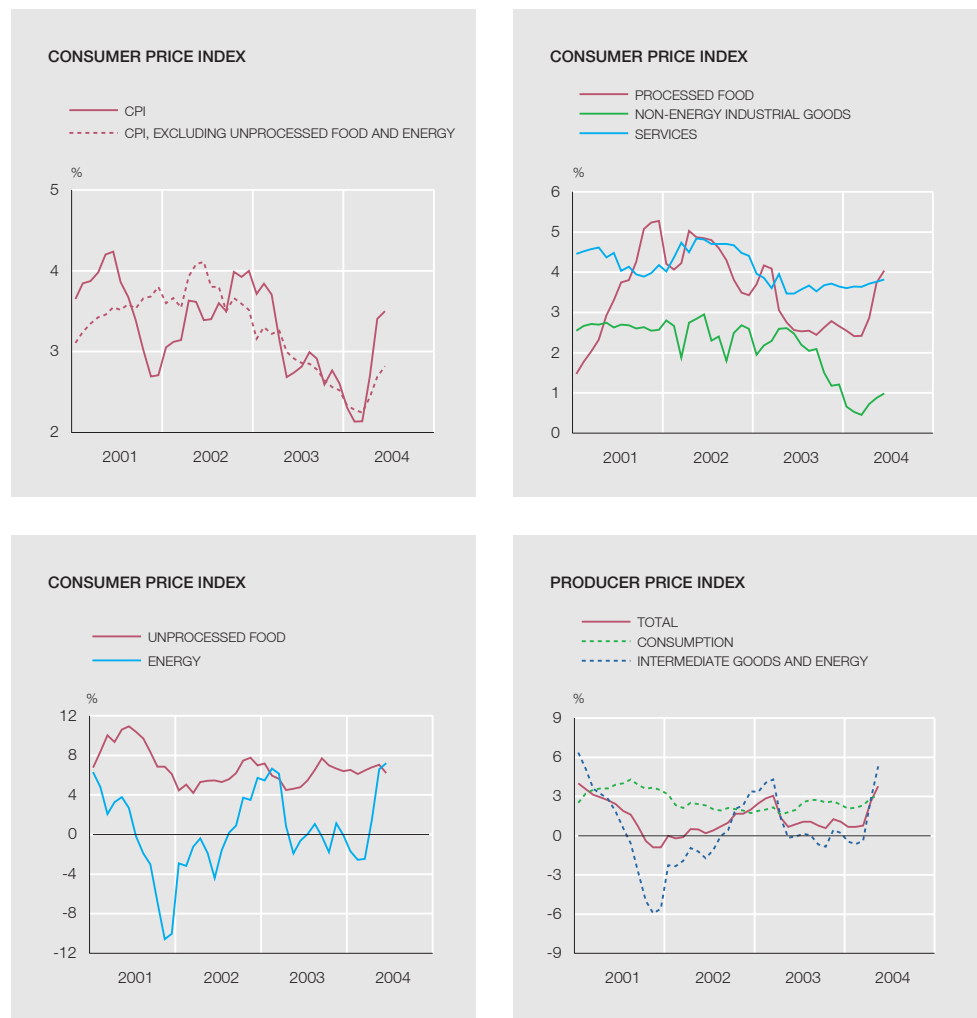 CONSUMER PRICE INDEX
CPI
CPI, EXCLUDING UNPROCESSED FOOD AND ENERGY
%
5
4
3
2
2001 2002 2003 2004
CONSUMER PRICE INDEX
PROCESSED FOOD
NON-ENERGY INDUSTRIAL GOODS
SERVICES
%
6
5
4
3
2
1
0
2001 2002 2003 2004
CONSUMER PRICE INDEX
UNPROCESSED FOOD
ENERGY
%
12
8
4
0
-4
-8
-12
2001 2002 2003 2004
PRODUCER PRICE INDEX
TOTAL
CONSUMPTION
INTERMEDIATE GOODS AND ENERGY
%
9
6
3
0
-3
-6
-9
2001 2002 2003 2004